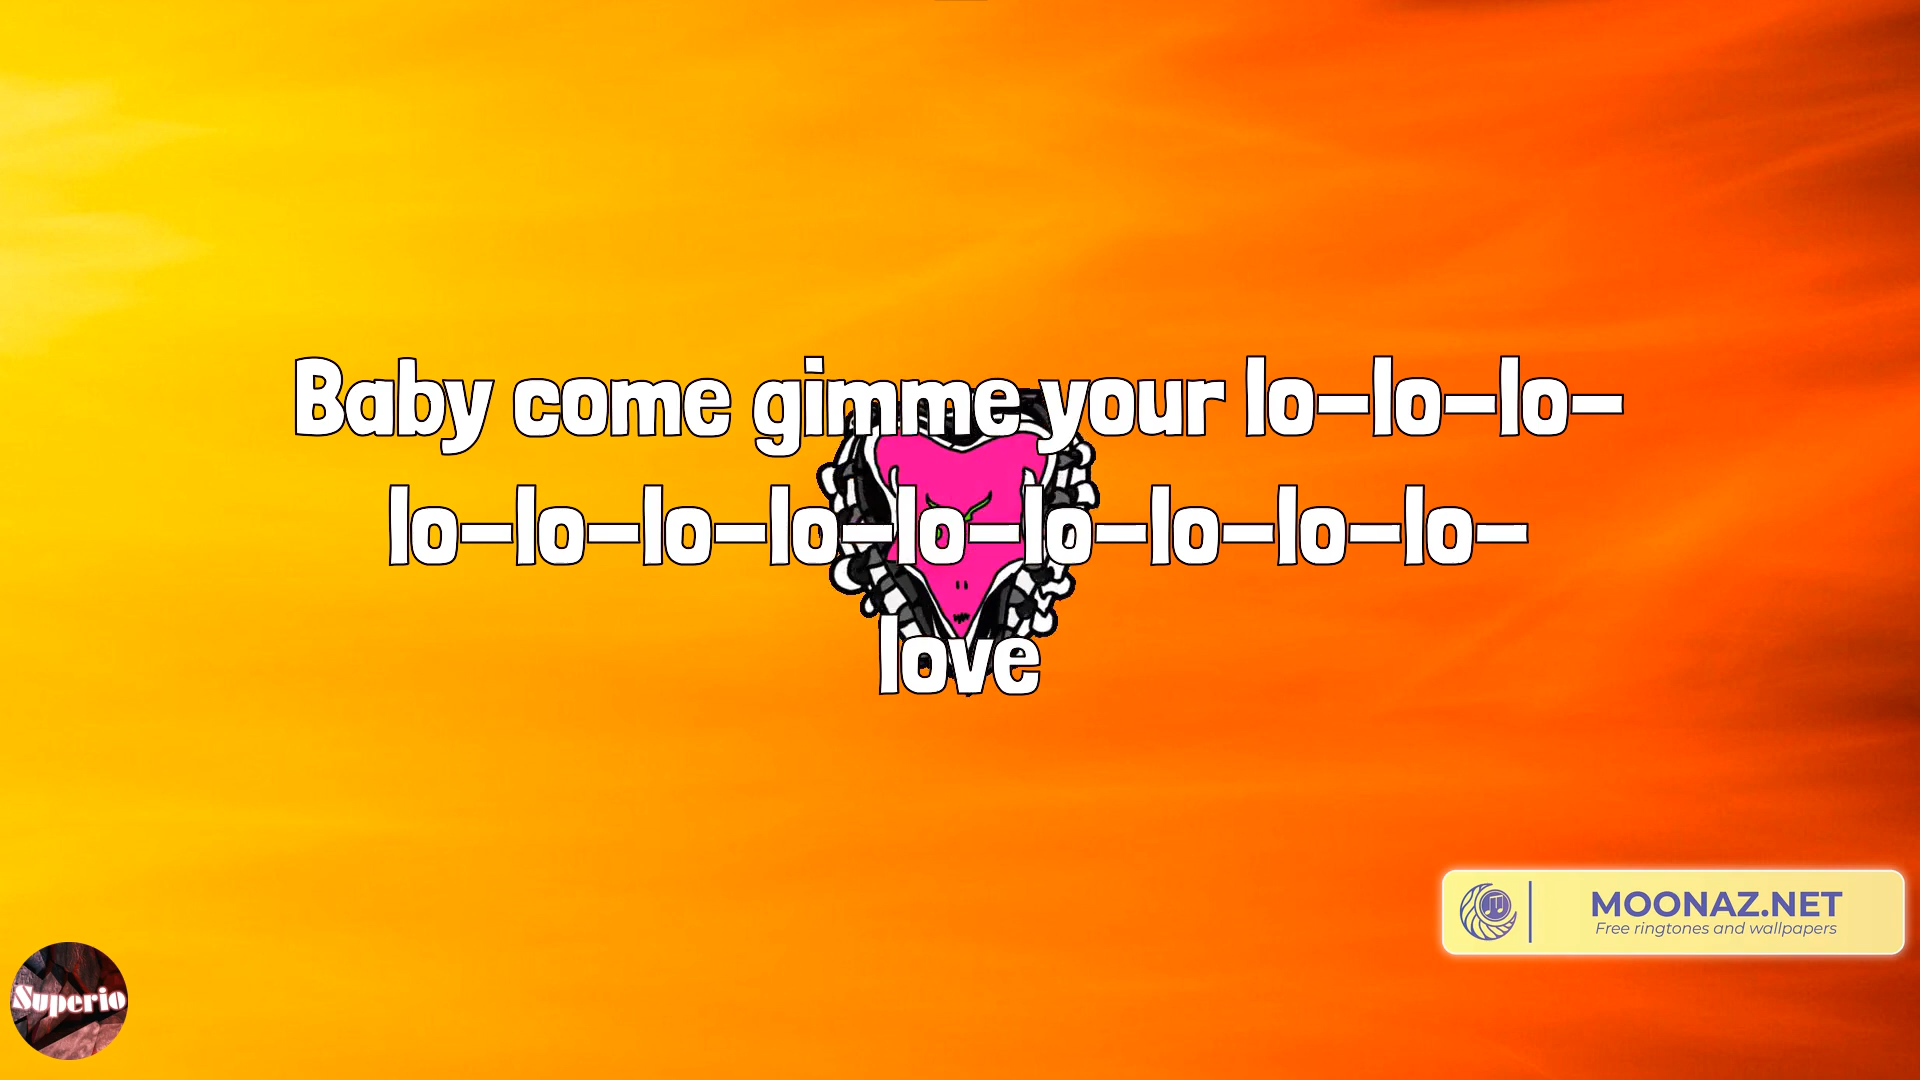 Baby come gimme your lo-lo-lo-
lo-lo-lo-lo-lo-lo-lo-lo-lo-
love
MOONAZ.NET
Free ringtones and wallpapers
Superio